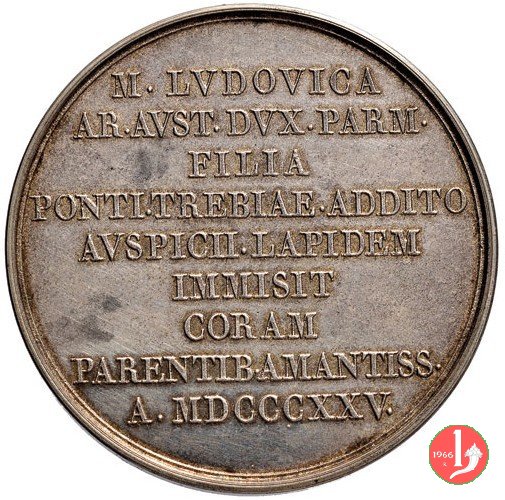 M. LVDOVICA
AR·AVST·DVX·PARM·
FILIA
PONTI·TREBIAE·ADDITO
AVSPICII·LAPIDEM
IMMISIT
CORAM
PARENTIB·AMANTISS·
A. MDCCCXXV.
1966